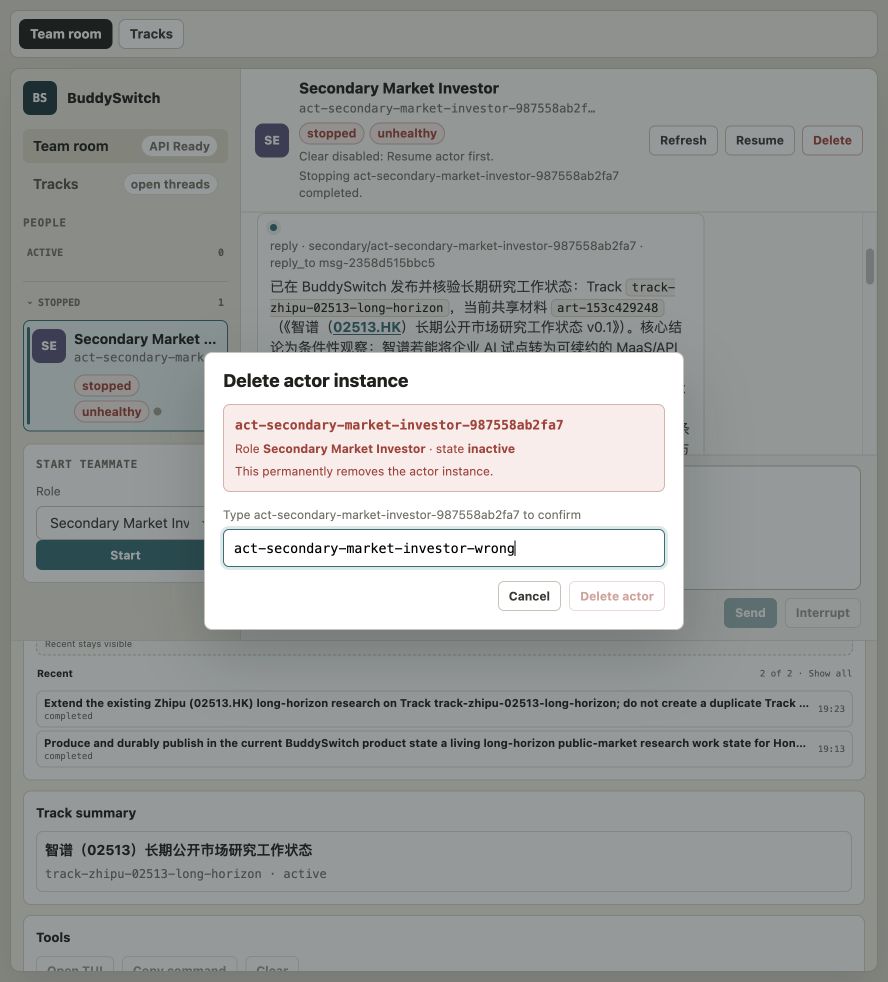 Team room
Tracks
BS
BuddySwitch
Team room
API Ready
Tracks
open threads
PEOPLE
ACTIVE
0
STOPPED
1
SE
Secondary Market ...
act-secondary-mark
stopped
unhealthy
START TEAMMATE
Role
Secondary Market Inv
Start
SE
Secondary Market Investor
act-secondary-market-investor-987558ab2f…
stopped
unhealthy
Clear disabled: Resume actor first.
Stopping act-secondary-market-investor-987558ab2fa7
completed.
Refresh
Resume
Delete
reply · secondary/act-secondary-market-investor-987558ab2fa7 ·
reply_to msg-2358d515bbc5
已在 BuddySwitch 发布并核验长期研究工作状态：Track track-
zhipu-02513-long-horizon，当前共享材料 art-153c429248
（《智谱（02513.HK）长期公开市场研究工作状态 v0.1》）。核心结
论为条件性观察：智谱若能将企业 AI 试点转为可续约的 MaaS/API
Delete actor instance
act-secondary-market-investor-987558ab2fa7
Role Secondary Market Investor · state inactive
This permanently removes the actor instance.
Type act-secondary-market-investor-987558ab2fa7 to confirm
act-secondary-market-investor-wrong
Cancel
Delete actor
Send
Interrupt
Recent stays visible
Recent
2 of 2 · Show all
Extend the existing Zhipu (02513.HK) long-horizon research on Track track-zhipu-02513-long-horizon; do not create a duplicate Track ...
completed
19:23
Produce and durably publish in the current BuddySwitch product state a living long-horizon public-market research work state for Hon...
completed
19:13
Track summary
智谱（02513）长期公开市场研究工作状态
track-zhipu-02513-long-horizon · active
Tools
Open TUI
Copy command
Clear